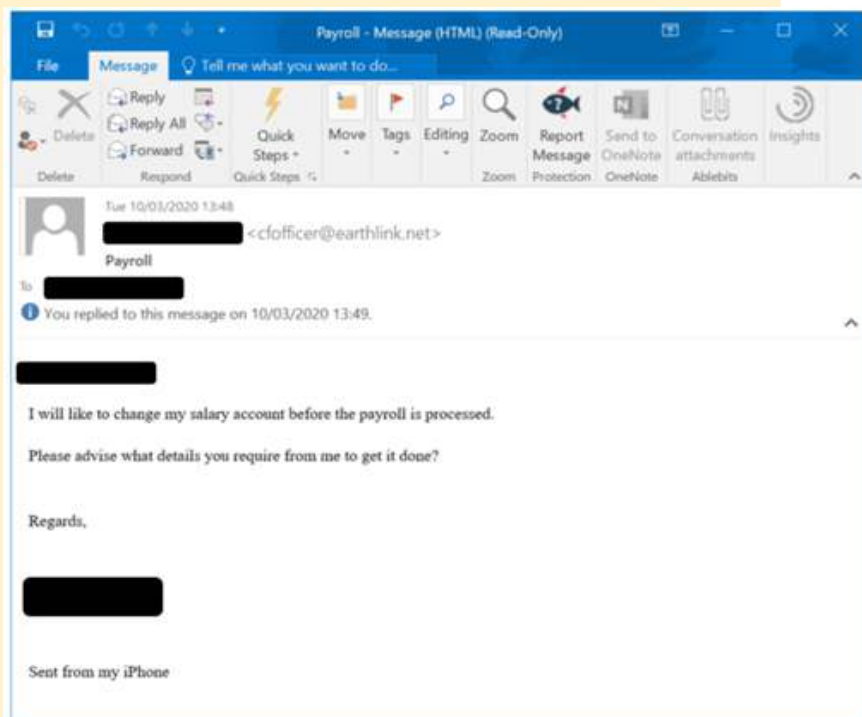 Payroll - Message (HTML) (Read-Only)
File Message Tell me what you want to do...
Delete
Reply
Reply All
Forward
Quick Steps
Move
Tags
Editing
Zoom
Report Message
Send to OneNote
Conversation attachments
Insights
Delete Respond Quick Steps Zoom Protection OneNote Ablebits
Tue 10/03/2020 13:48
<cfofficer@earthlink.net>
Payroll
To
You replied to this message on 10/03/2020 13:49.
I will like to change my salary account before the payroll is processed.
Please advise what details you require from me to get it done?
Regards,
Sent from my iPhone